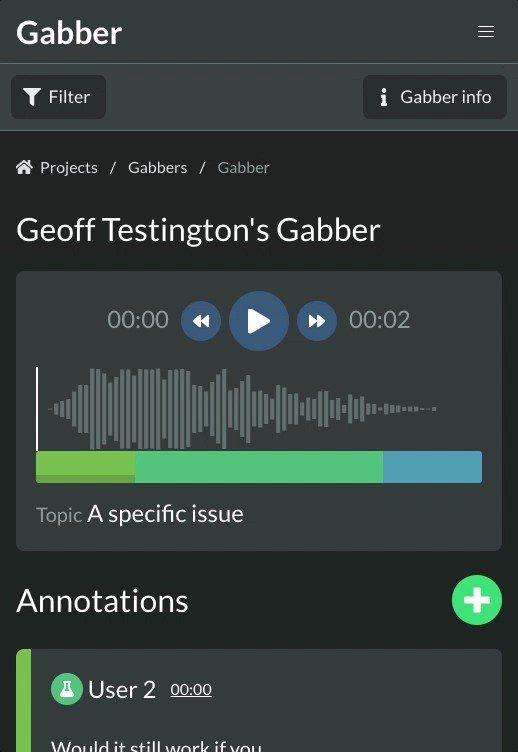 Gabber
Filter
Gabber info
Projects / Gabbers / Gabber
Geoff Testington's Gabber
00:00 00:02
Topic A specific issue
Annotations
User 2 00:00
Would it still work if you